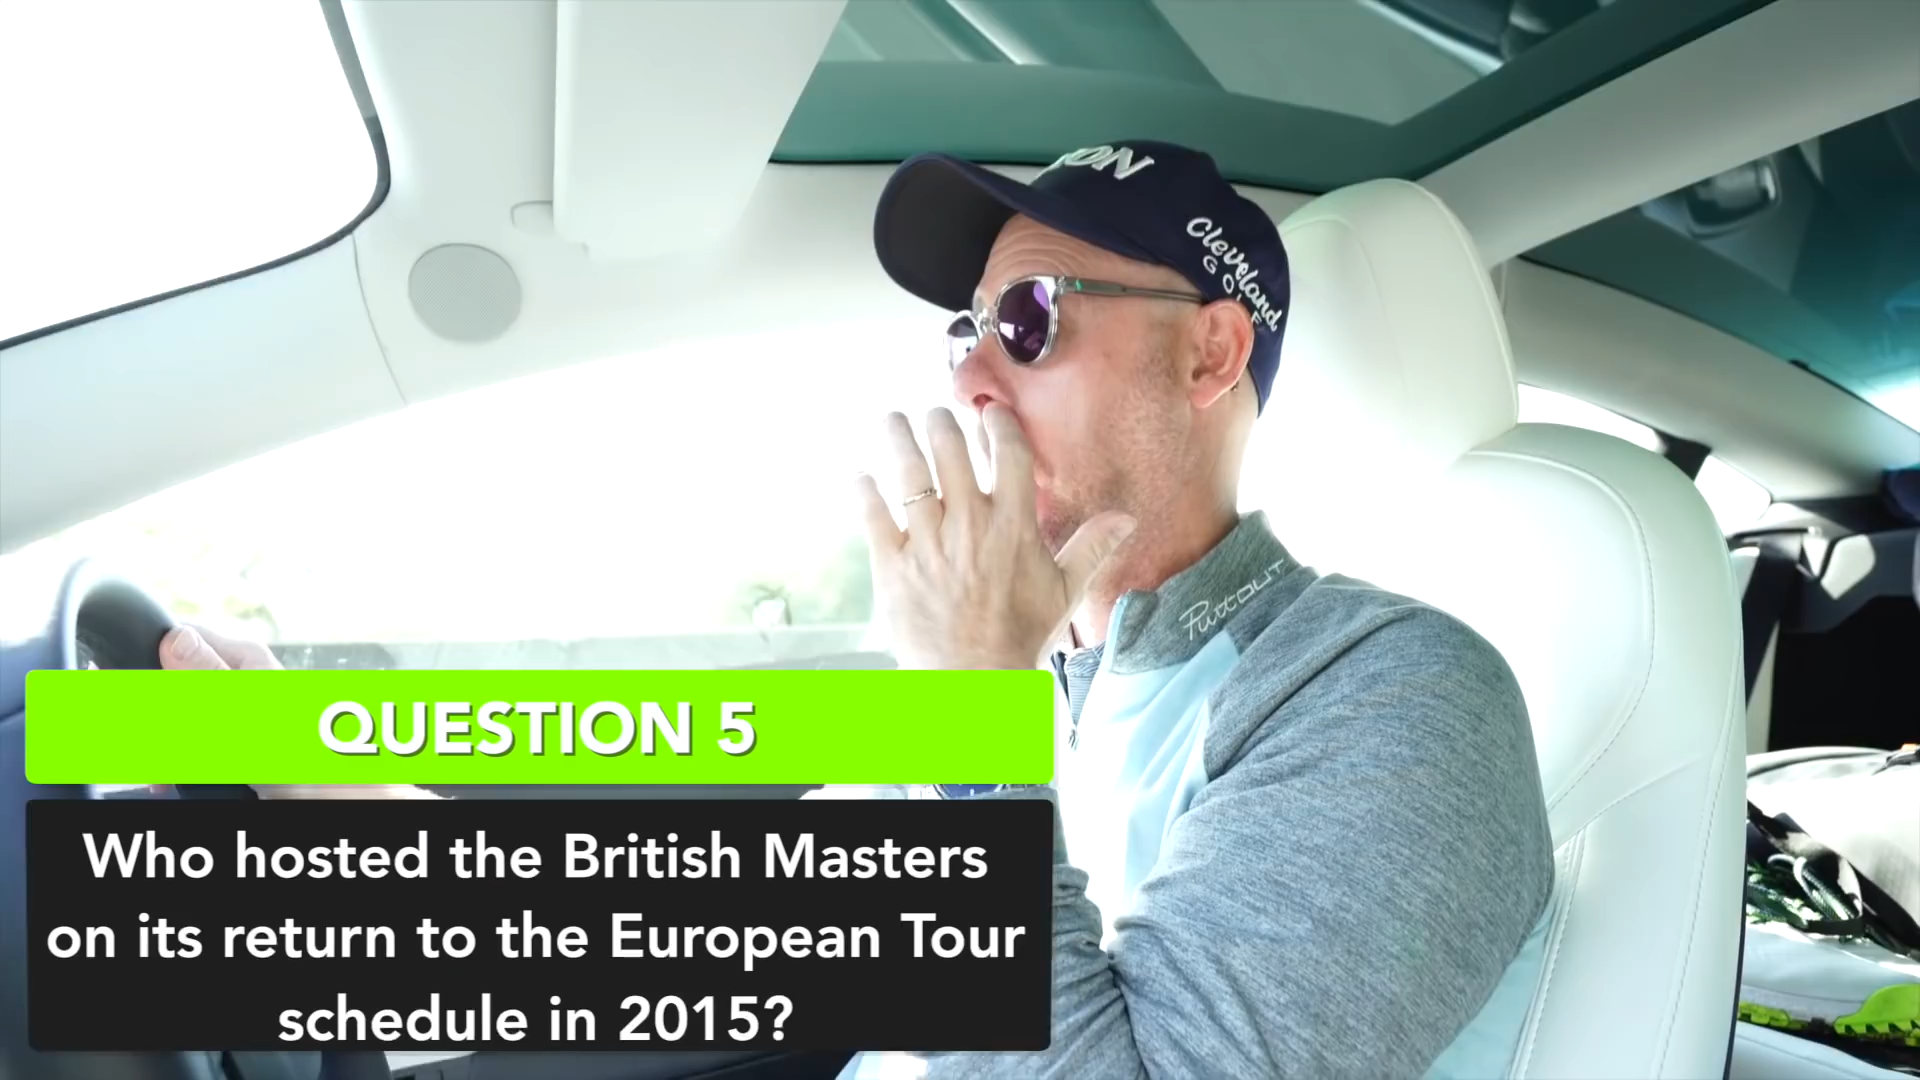 Cleveland
GOLF
PuttOUT
QUESTION 5
Who hosted the British Masters
on its return to the European Tour
schedule in 2015?